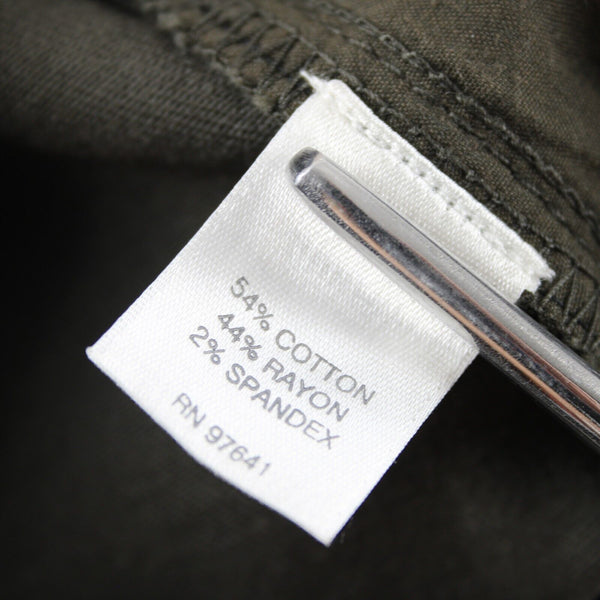 54% COTTON
44% RAYON
2% SPANDEX
RN 97641